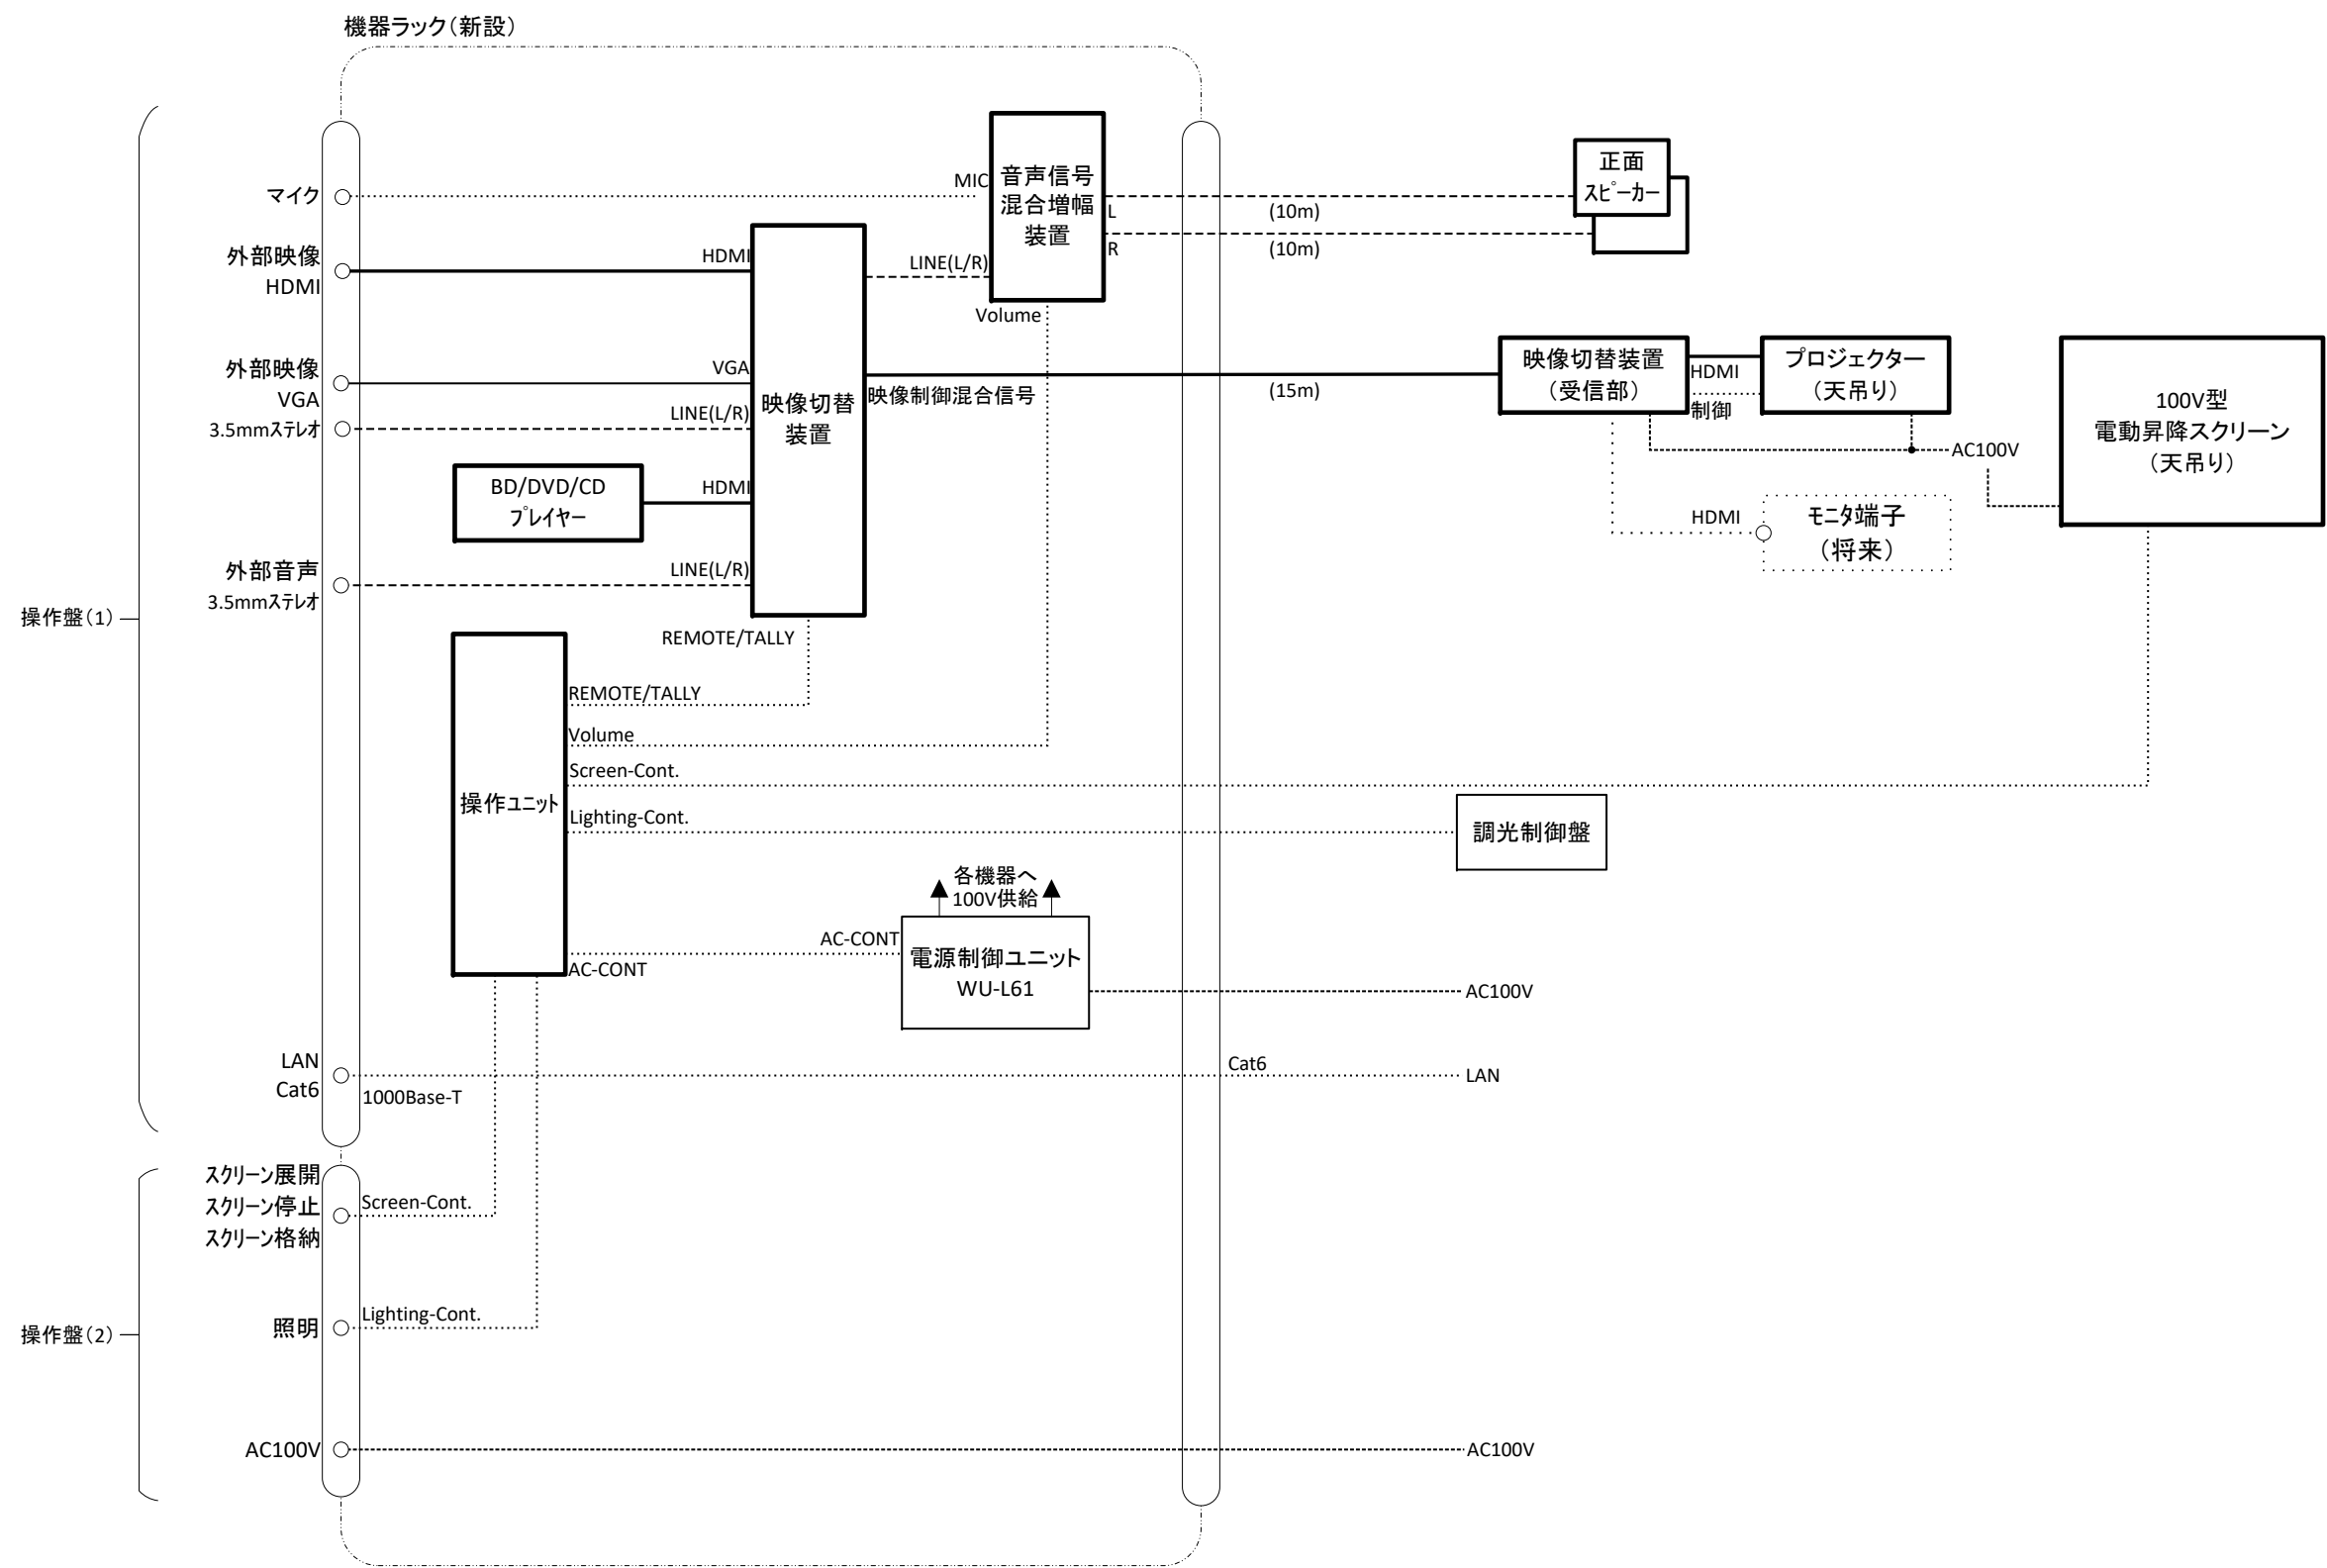 機器ラック（新設）
操作盤（1）
マイク
MIC
音声信号
混合増幅
装置
L
(10m)
R
(10m)
正面
スピーカー
外部映像
HDMI
HDMI
LINE(L/R)
Volume
外部映像
VGA
3.5mmステレオ
VGA
LINE(L/R)
映像切替
装置
映像制御混合信号
(15m)
映像切替装置
（受信部）
HDMI
制御
プロジェクター
（天吊り）
AC100V
100V型
電動昇降スクリーン
（天吊り）
BD/DVD/CD
プレイヤー
HDMI
HDMI
モニタ端子
（将来）
外部音声
3.5mmステレオ
LINE(L/R)
REMOTE/TALLY
操作ユニット
REMOTE/TALLY
Volume
Screen-Cont.
Lighting-Cont.
調光制御盤
各機器へ
100V供給
AC-CONT
AC-CONT
電源制御ユニット
WU-L61
AC100V
LAN
Cat6
1000Base-T
Cat6
LAN
操作盤（2）
スクリーン展開
スクリーン停止
スクリーン格納
Screen-Cont.
照明
Lighting-Cont.
AC100V
AC100V